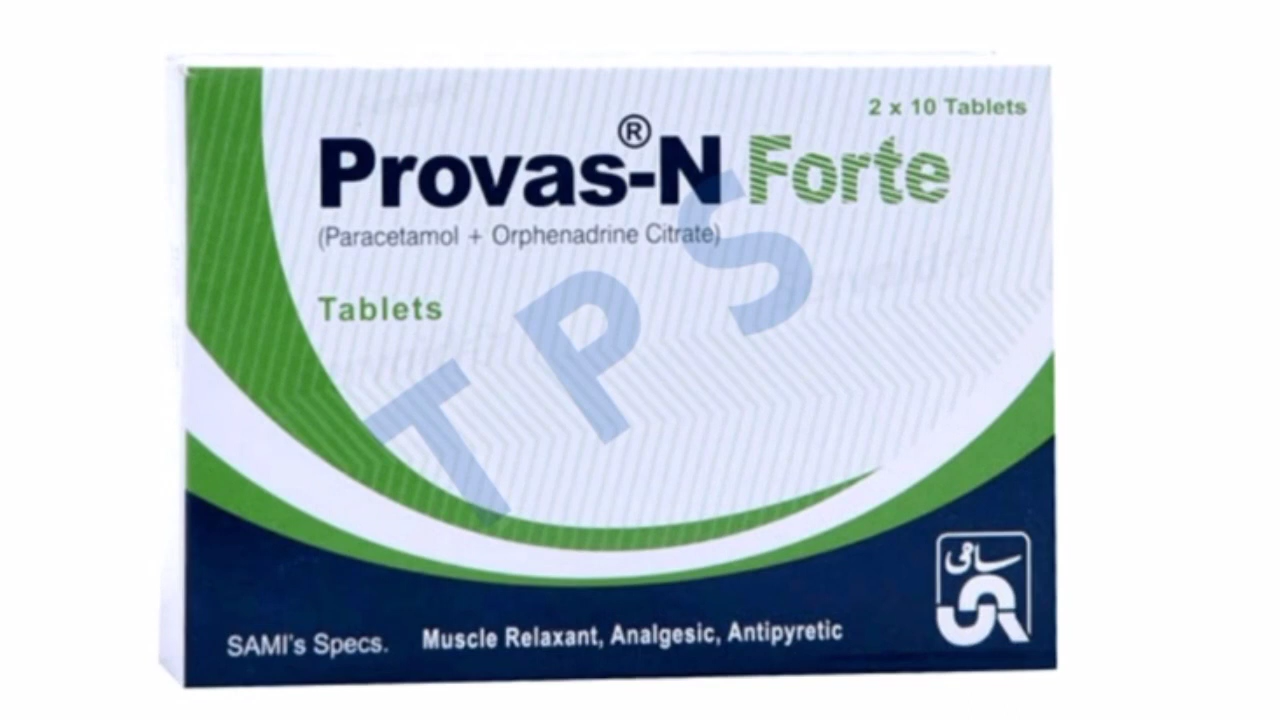 2 x 10 Tablets
Provas-N® Forte
(Paracetamol + Orphenadrine Citrate)
Tablets
TPS
سامی
SAMI's Specs. Muscle Relaxant, Analgesic, Antipyretic